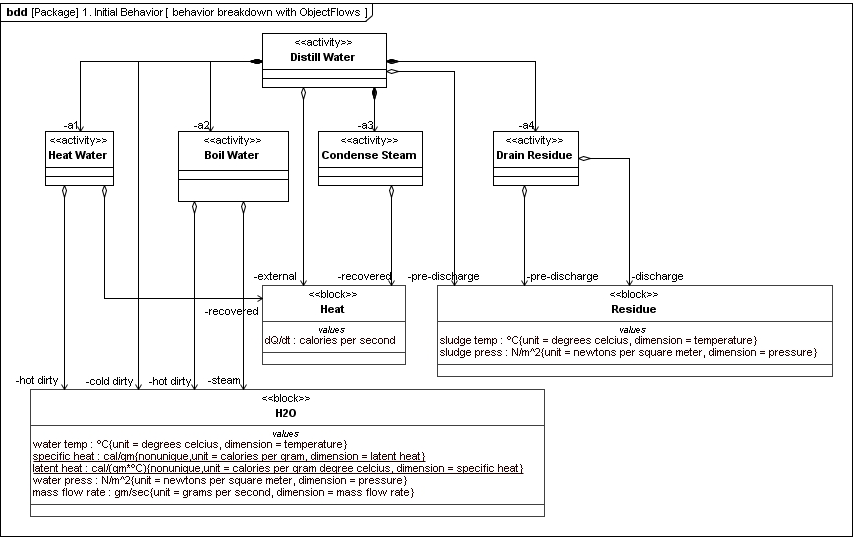 bdd [Package] 1. Initial Behavior [ behavior breakdown with ObjectFlows ]
<<activity>>
Distill Water
-a1
-a2
-a3
-a4
<<activity>>
Heat Water
<<activity>>
Boil Water
<<activity>>
Condense Steam
<<activity>>
Drain Residue
-external
-recovered
-pre-discharge
-pre-discharge
-discharge
-recovered
<<block>>
Heat
values
dQ/dt : calories per second
<<block>>
Residue
values
sludge temp : °C{unit = degrees celcius, dimension = temperature}
sludge press : N/m^2{unit = newtons per square meter, dimension = pressure}
-hot dirty
-cold dirty
-hot dirty
-steam
<<block>>
H2O
values
water temp : °C{unit = degrees celcius, dimension = temperature}
specific heat : cal/gm{nonunique,unit = calories per gram, dimension = latent heat}
latent heat : cal/(gm*°C){nonunique,unit = calories per gram degree celcius, dimension = specific heat}
water press : N/m^2{unit = newtons per square meter, dimension = pressure}
mass flow rate : gm/sec{unit = grams per second, dimension = mass flow rate}